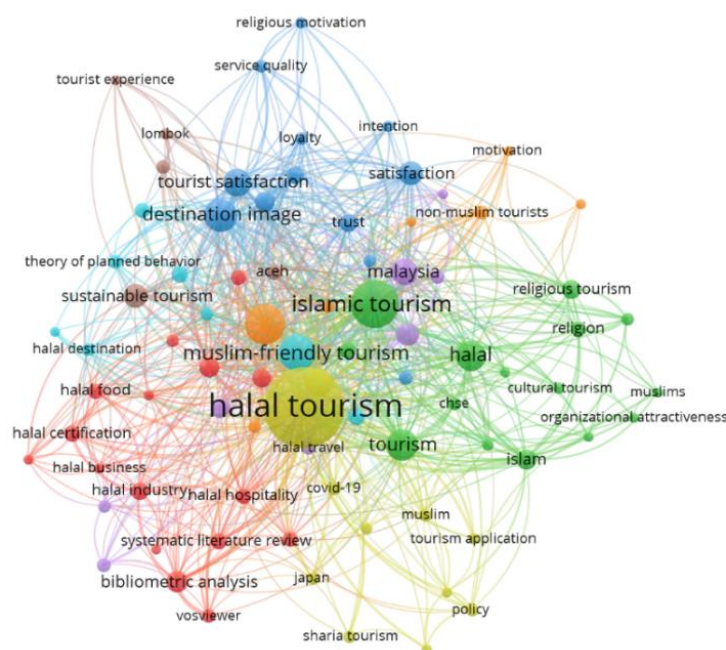 religious motivation
service quality
tourist experience
lombok
loyalty
intention
motivation
tourist satisfaction
satisfaction
destination image
trust
non-muslim tourists
theory of planned behavior
aceh
malaysia
sustainable tourism
islamic tourism
religious tourism
religion
halal destination
muslim-friendly tourism
halal
halal food
cultural tourism
muslims
halal tourism
chse
organizational attractiveness
halal certification
halal travel
tourism
islam
halal business
halal industry
halal hospitality
covid-19
muslim
systematic literature review
tourism application
bibliometric analysis
japan
vosviewer
policy
sharia tourism